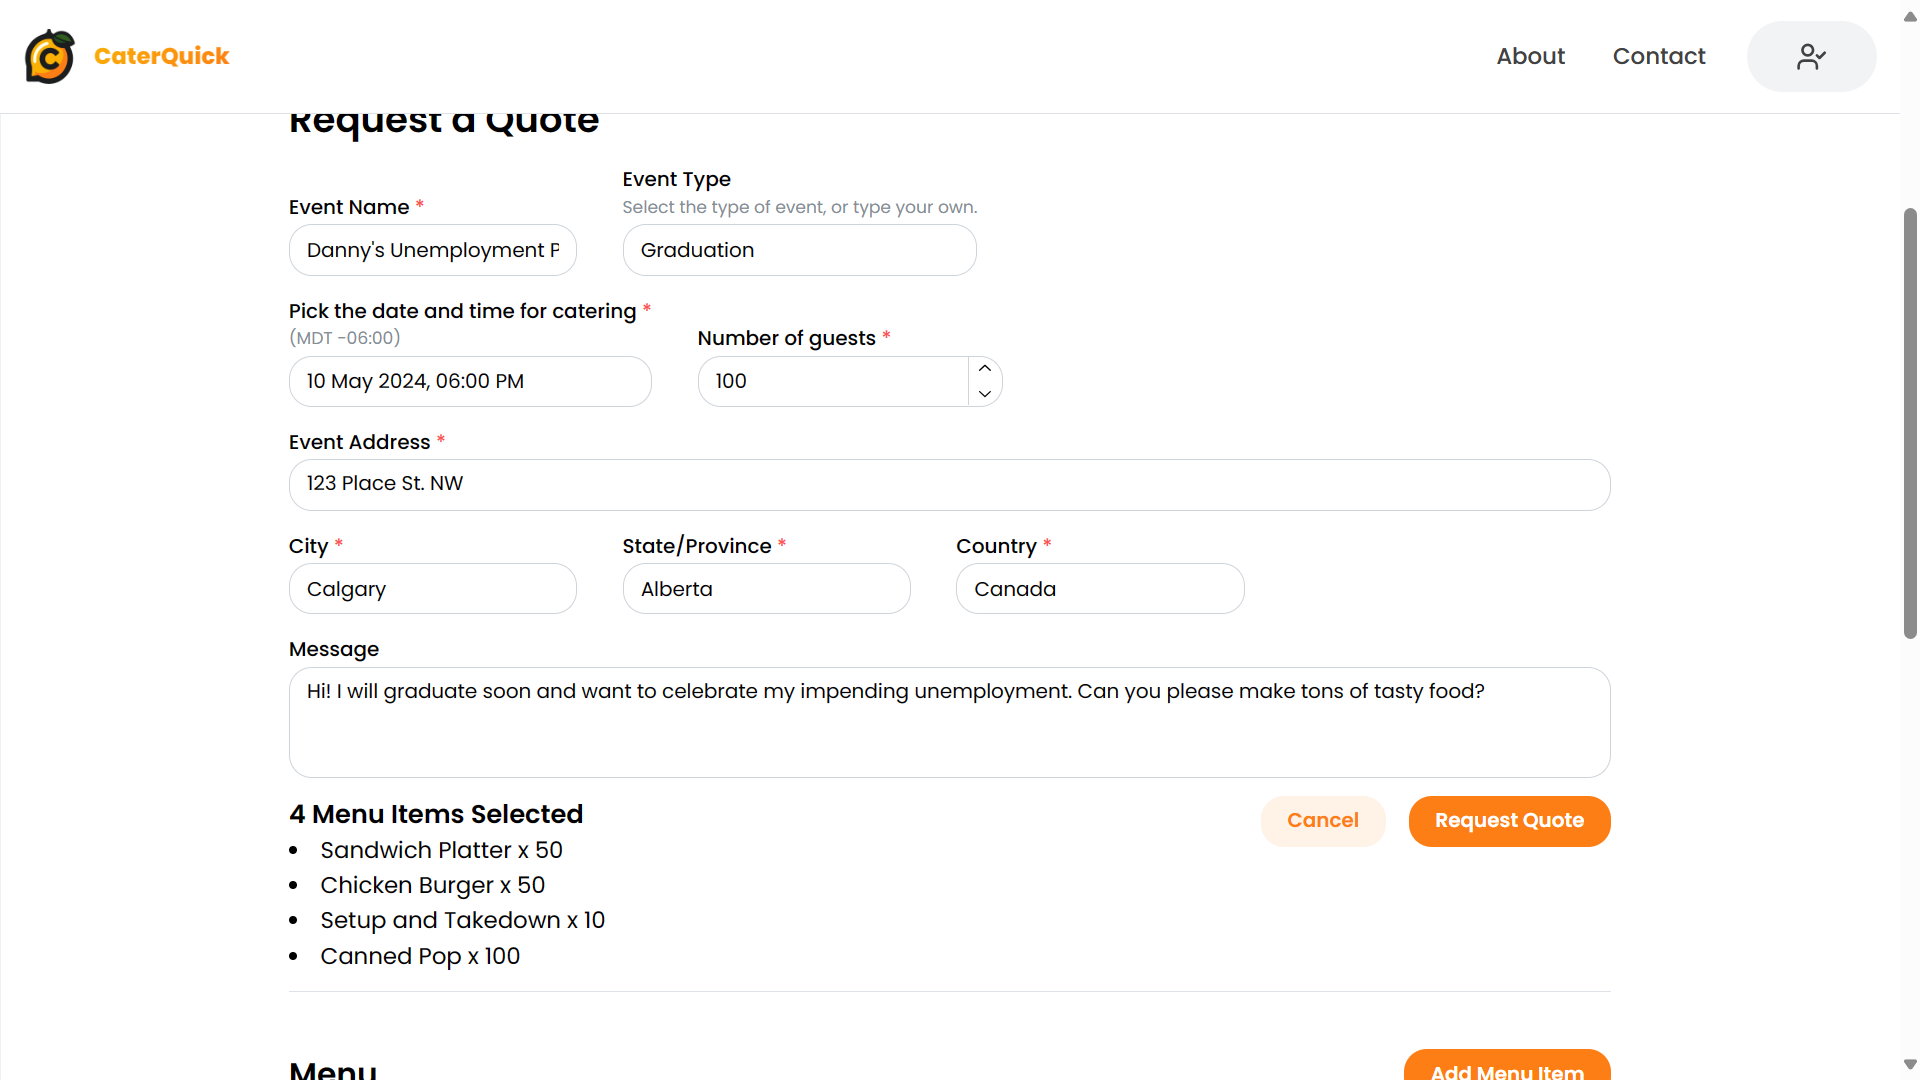 CaterQuick
About
Contact
Request a Quote
Event Name *
Event Type
Select the type of event, or type your own.
Danny's Unemployment P
Graduation
Pick the date and time for catering *
(MDT -06:00)
Number of guests *
10 May 2024, 06:00 PM
100
Event Address *
123 Place St. NW
City *
State/Province *
Country *
Calgary
Alberta
Canada
Message
Hi! I will graduate soon and want to celebrate my impending unemployment. Can you please make tons of tasty food?
4 Menu Items Selected
Cancel
Request Quote
Sandwich Platter x 50
Chicken Burger x 50
Setup and Takedown x 10
Canned Pop x 100
Menu
Add Menu Item